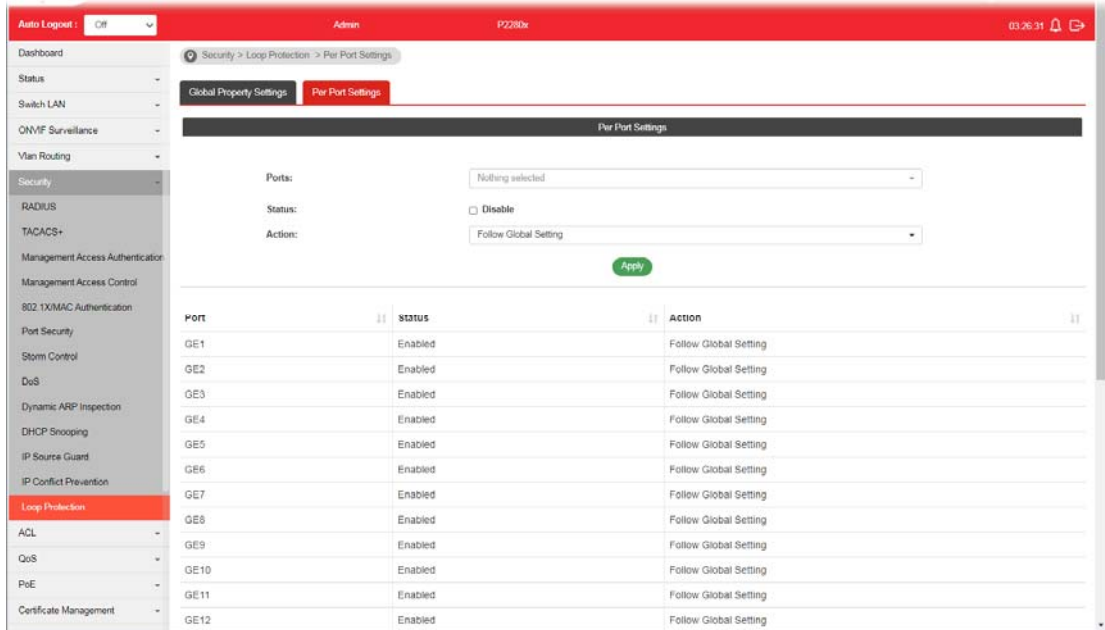 Auto Logout : Off Admin P2280x 03:26:31
Dashboard
Status
Switch LAN
ONVIF Surveillance
Vlan Routing
Security
RADIUS
TACACS+
Management Access Authentication
Management Access Control
802.1X/MAC Authentication
Port Security
Storm Control
DoS
Dynamic ARP Inspection
DHCP Snooping
IP Source Guard
IP Conflict Prevention
Loop Protection
ACL
QoS
PoE
Certificate Management
Security > Loop Protection > Per Port Settings
Global Property Settings Per Port Settings
Per Port Settings
Ports: Nothing selected
Status: Disable
Action: Follow Global Setting
Apply
Port Status Action
GE1 Enabled Follow Global Setting
GE2 Enabled Follow Global Setting
GE3 Enabled Follow Global Setting
GE4 Enabled Follow Global Setting
GE5 Enabled Follow Global Setting
GE6 Enabled Follow Global Setting
GE7 Enabled Follow Global Setting
GE8 Enabled Follow Global Setting
GE9 Enabled Follow Global Setting
GE10 Enabled Follow Global Setting
GE11 Enabled Follow Global Setting
GE12 Enabled Follow Global Setting